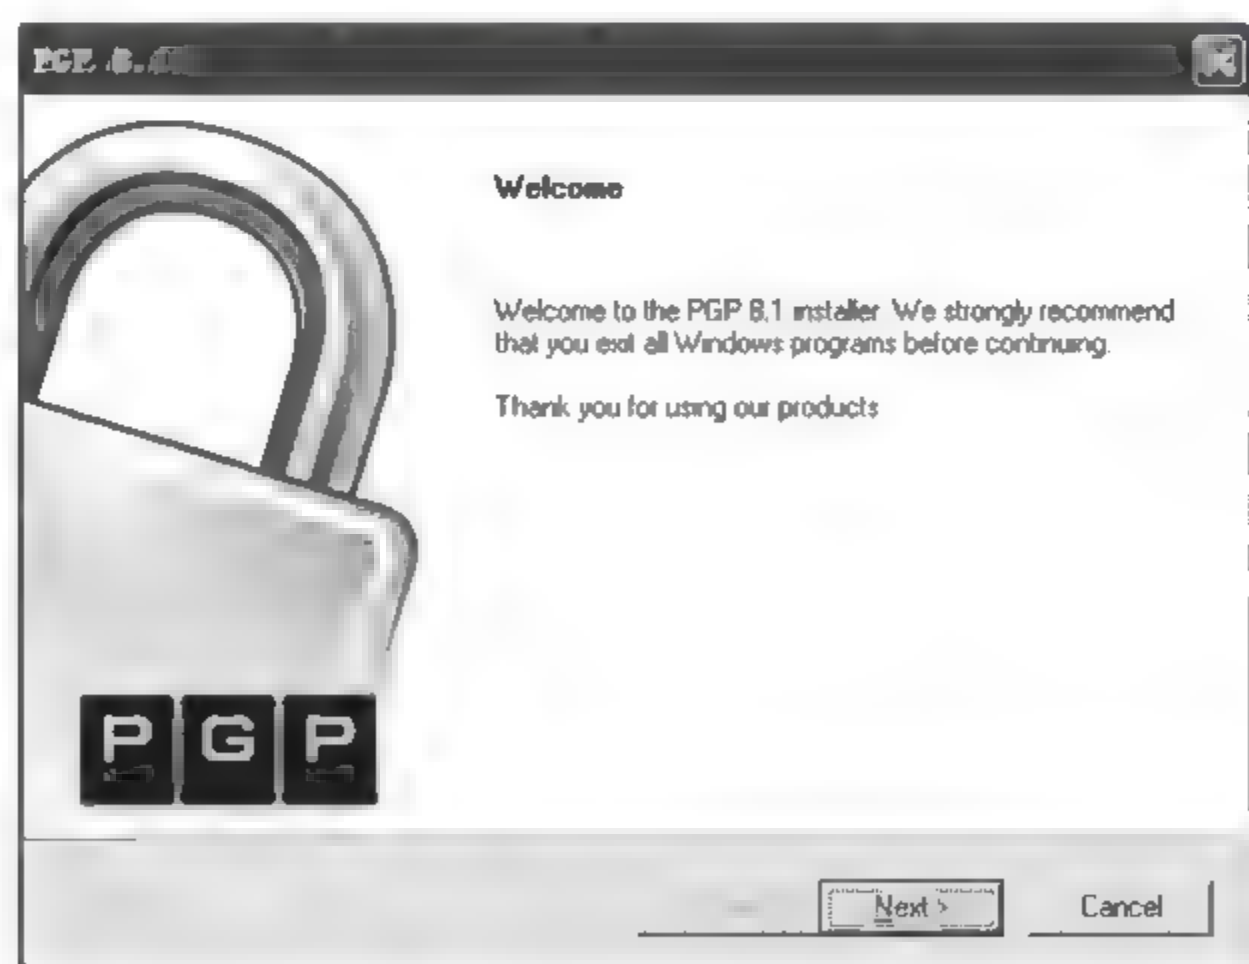 PGP 8.
Welcome
Welcome to the PGP 8.1 installer. We strongly recommend
that you exit all Windows programs before continuing.
Thank you for using our products
P G P
Next >
Cancel